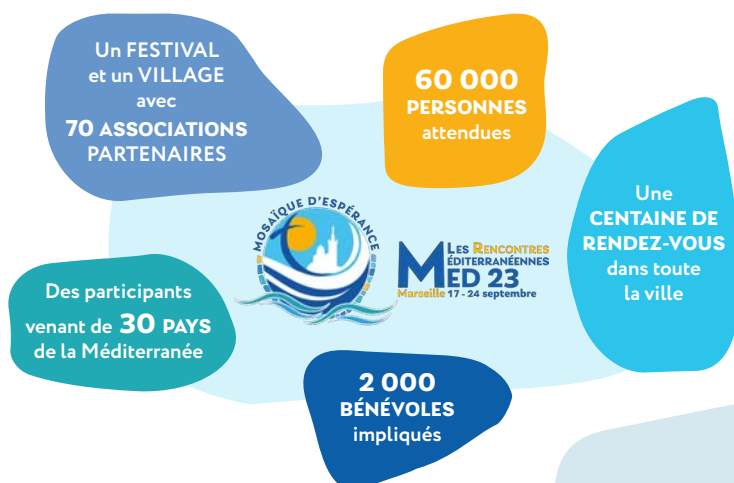 Un FESTIVAL
et un VILLAGE
avec
70 ASSOCIATIONS
PARTENAIRES
60 000
PERSONNES
attendues
Une
CENTAINE DE
RENDEZ-VOUS
dans toute
la ville
MOSAÏQUE D'ESPÉRANCE
LES RENCONTRES
MÉDITERRANÉENNES
MED 23
Marseille 17 - 24 septembre
Des participants
venant de 30 PAYS
de la Méditerranée
2 000
BÉNÉVOLES
impliqués